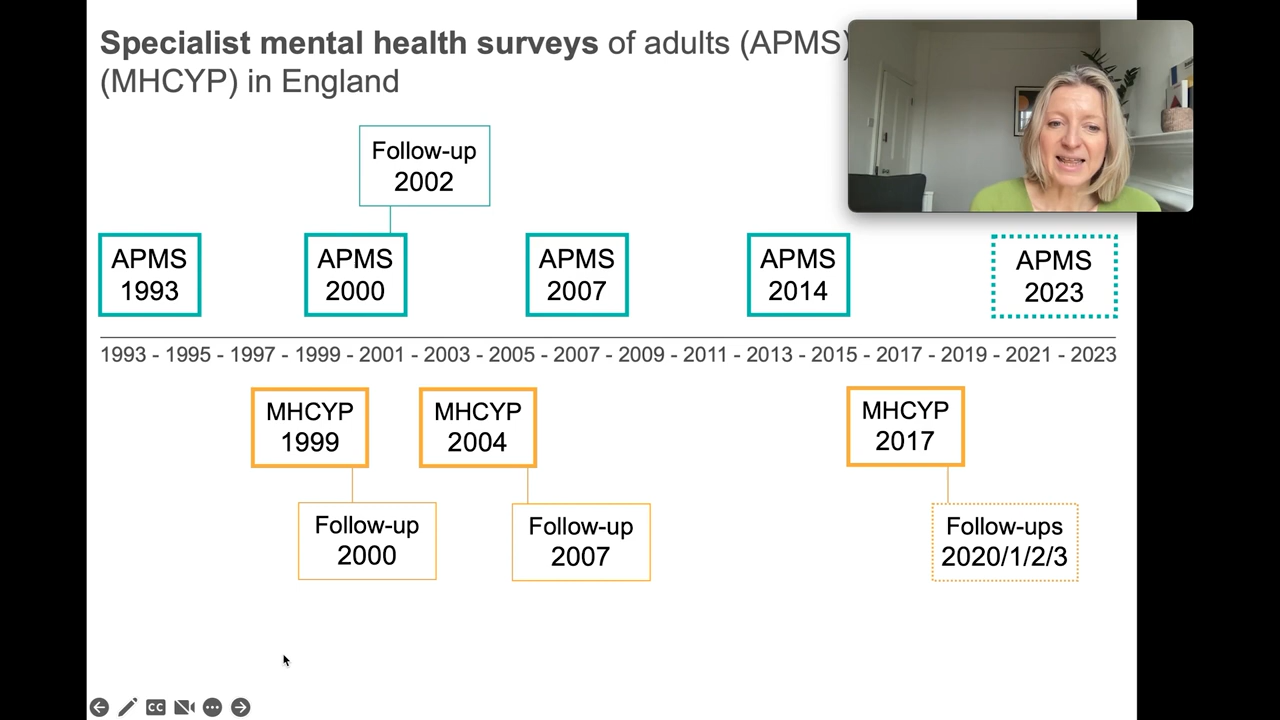 Specialist mental health surveys of adults (APMS)
(MHCYP) in England
Follow-up
2002
APMS
1993
APMS
2000
APMS
2007
APMS
2014
APMS
2023
1993 - 1995 - 1997 - 1999 - 2001 - 2003 - 2005 - 2007 - 2009 - 2011 - 2013 - 2015 - 2017 - 2019 - 2021 - 2023
MHCYP
1999
MHCYP
2004
MHCYP
2017
Follow-up
2000
Follow-up
2007
Follow-ups
2020/1/2/3
CC